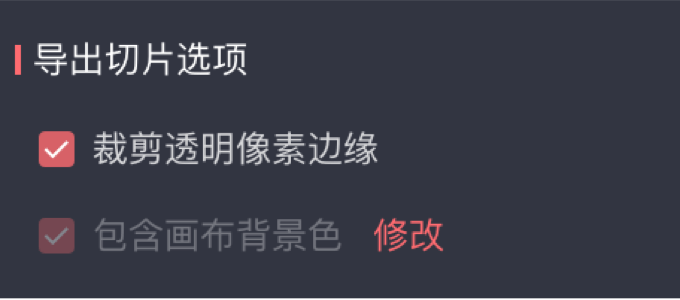 导出切片选项
裁剪透明像素边缘
包含画布背景色 修改